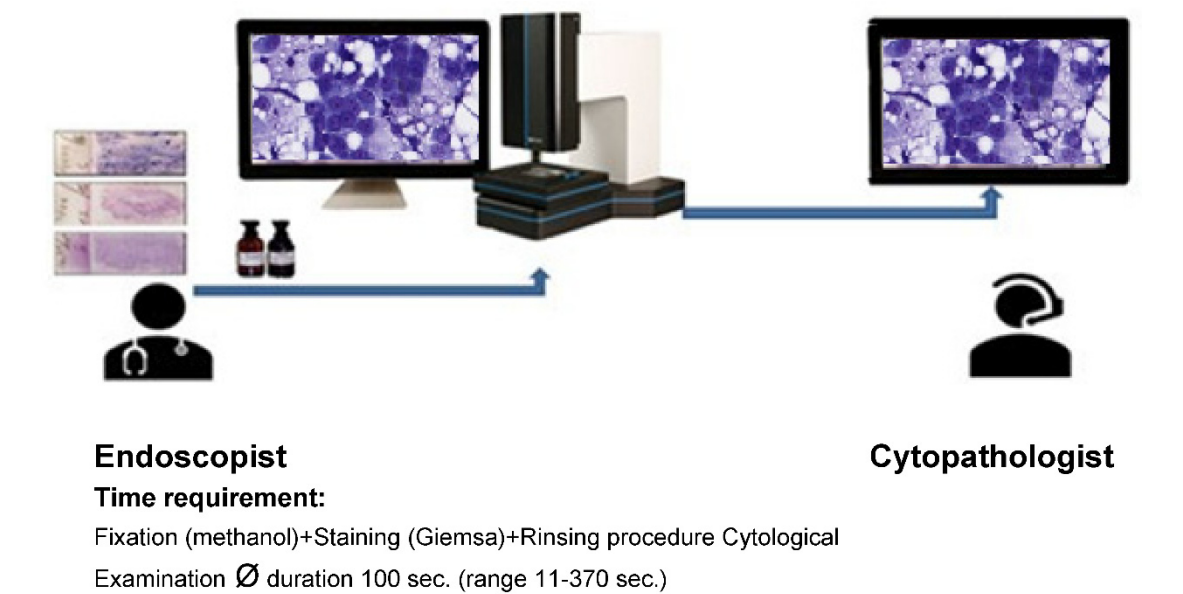 Endoscopist
Cytopathologist
Time requirement:
Fixation (methanol)+Staining (Giemsa)+Rinsing procedure Cytological
Examination Ø duration 100 sec. (range 11-370 sec.)